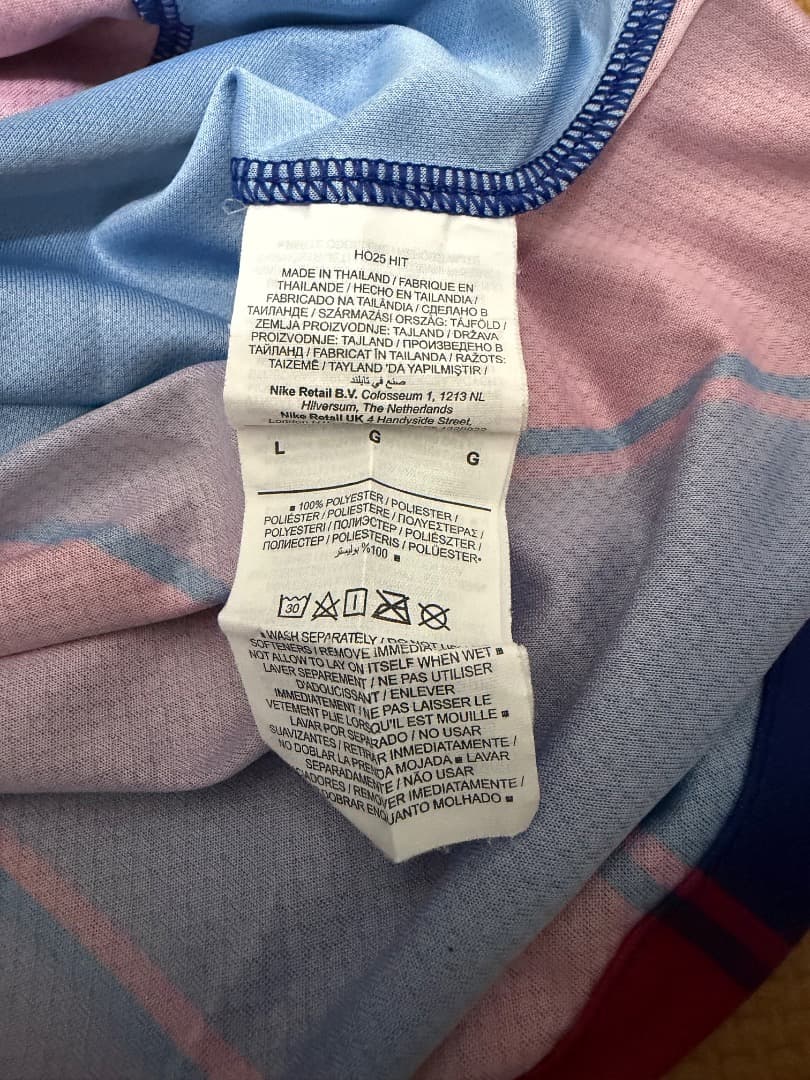 HO25 HIT
MADE IN THAILAND / FABRIQUE EN
THAILANDE / HECHO EN TAILANDIA /
FABRICADO NA TAILÂNDIA / СДЕЛАНО В
ТАИЛАНДЕ / SZÁRMAZÁSI ORSZÁG: TÁJFÖLD /
ZEMLJA PROIZVODNJE: TAJLAND / DRŽAVA
PROIZVODNJE: TAJLAND / ПРОИЗВЕДЕНО В
ТАЙЛАНД / FABRICAT ÎN TAILANDA / RAŽOTS:
TAIZEMĒ / TAYLAND 'DA YAPILMIŞTIR /
صنع في تايلند
Nike Retail B.V. Colosseum 1, 1213 NL
Hilversum, The Netherlands
Nike Retail UK 4 Handyside Street,
L G G
■ 100% POLYESTER / POLIESTER /
POLIÉSTER / POLIESTERE / ΠΟΛΥΕΣΤΕΡΑΣ /
POLYESTERI / ПОЛИЭСТЕР / POLIÉSZTER /
ПОЛИЕСТЕР / POLIESTERIS / POLÜESTER
%100 بوليستر ■
30
■ WASH SEPARATELY /
SOFTENERS / REMOVE
NOT ALLOW TO LAY ON ITSELF WHEN WET ■
LAVER SEPAREMENT / NE PAS UTILISER
D'ADOUCISSANT / ENLEVER
IMMEDIATEMENT / NE PAS LAISSER LE
VETEMENT PLIE LORSQU'IL EST MOUILLE ■
LAVAR POR SEPARADO / NO USAR
SUAVIZANTES / RETIRAR INMEDIATAMENTE /
NO DOBLAR LA PRENDA MOJADA ■ LAVAR
SEPARADAMENTE / NÃO USAR
REMOVER IMEDIATAMENTE /
DOBRAR ENQUANTO MOLHADO ■